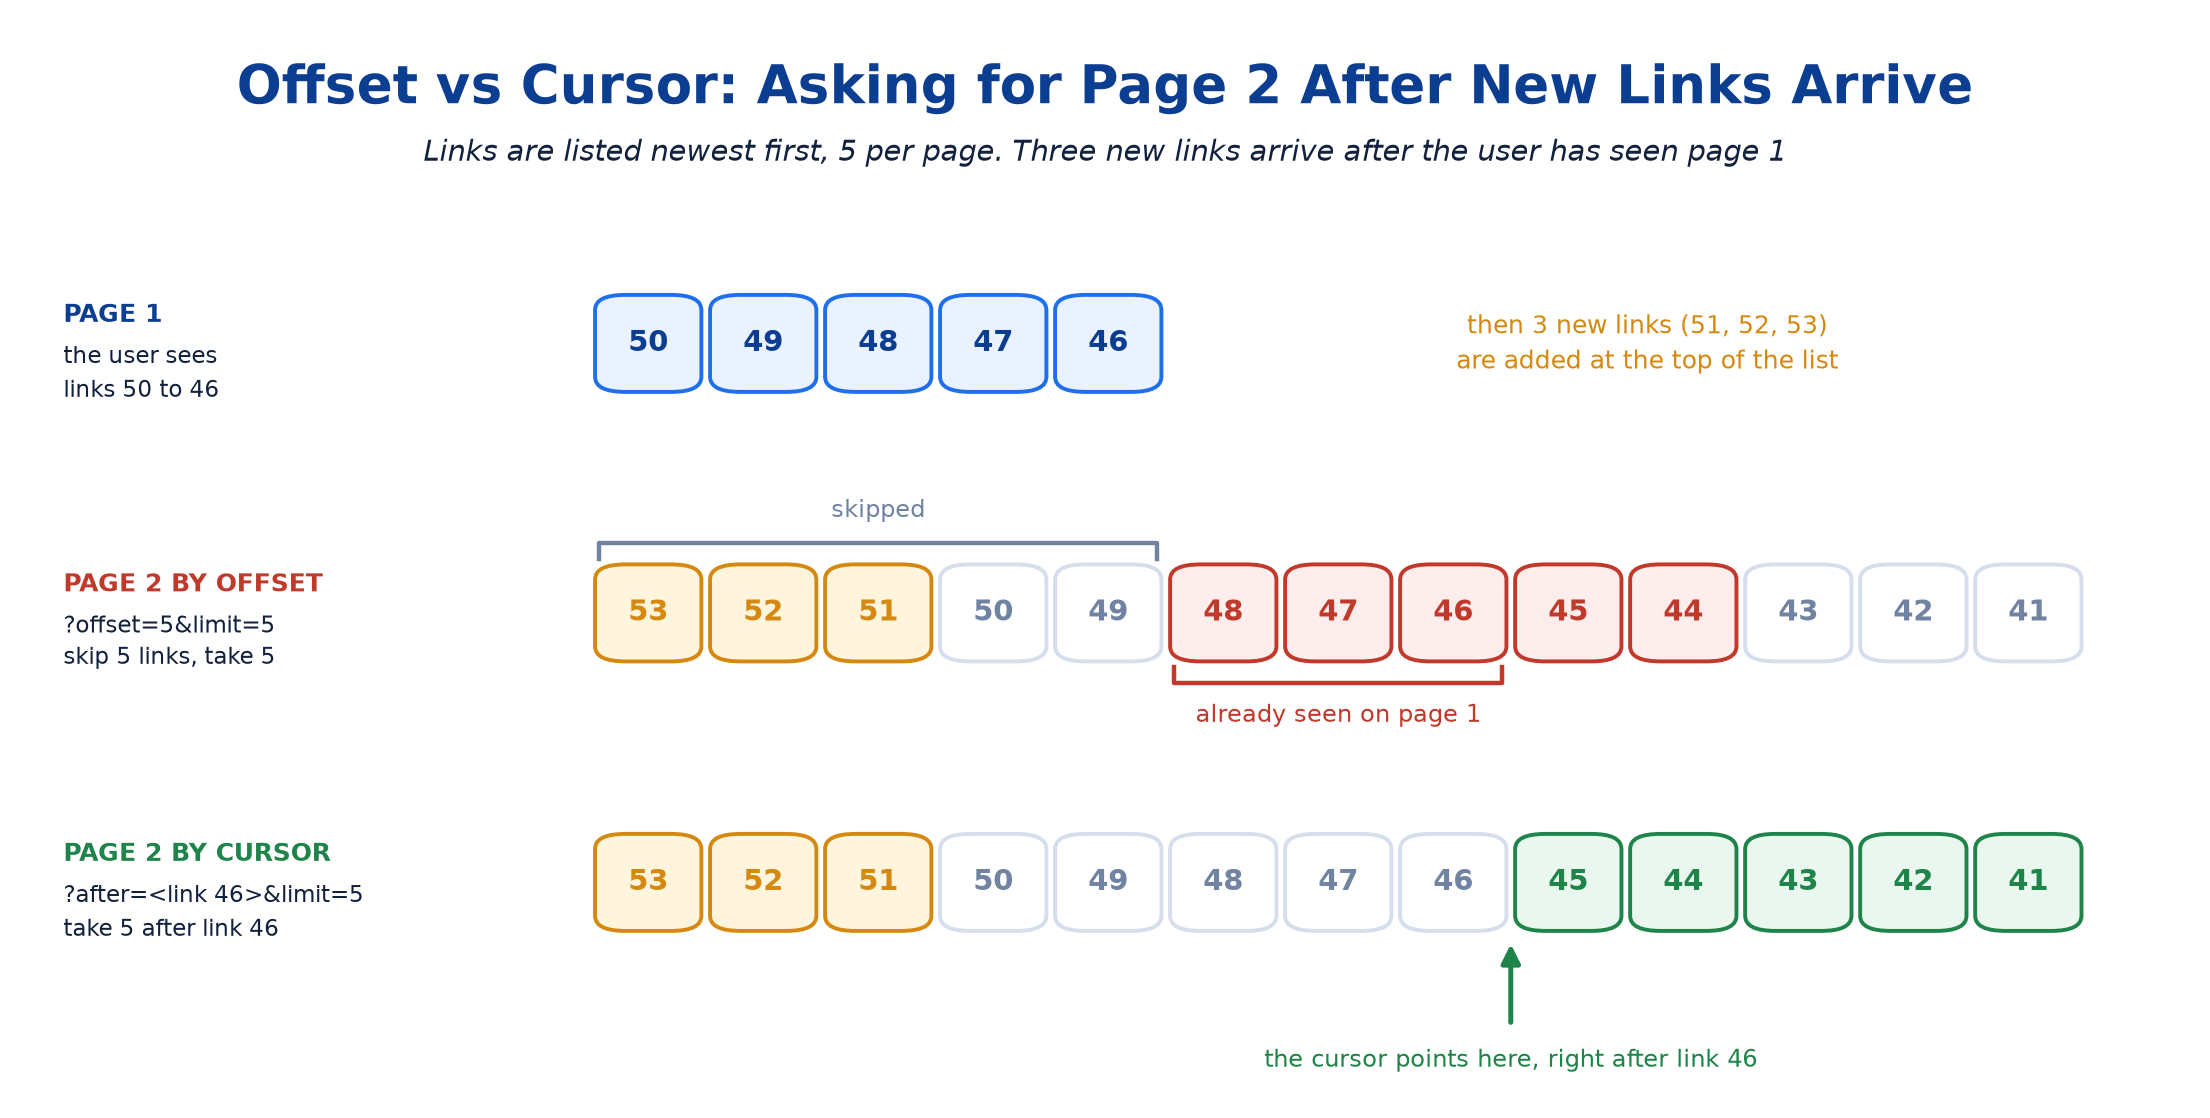 Offset vs Cursor: Asking for Page 2 After New Links Arrive
Links are listed newest first, 5 per page. Three new links arrive after the user has seen page 1
PAGE 1
the user sees
links 50 to 46
50 49 48 47 46
then 3 new links (51, 52, 53)
are added at the top of the list
skipped
PAGE 2 BY OFFSET
?offset=5&limit=5
skip 5 links, take 5
53 52 51 50 49 48 47 46 45 44 43 42 41
already seen on page 1
PAGE 2 BY CURSOR
?after=<link 46>&limit=5
take 5 after link 46
53 52 51 50 49 48 47 46 45 44 43 42 41
the cursor points here, right after link 46